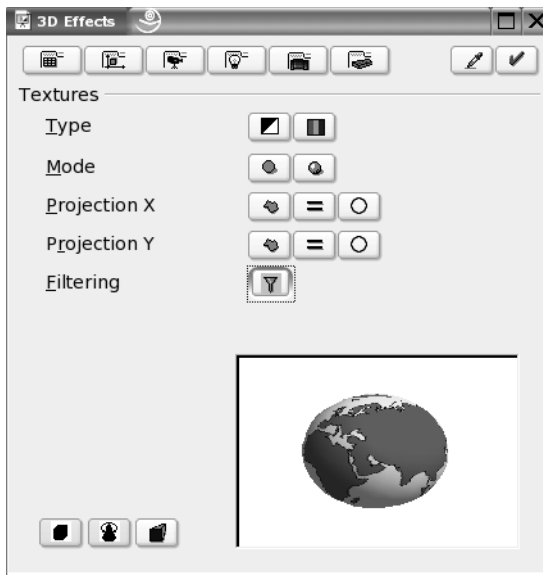 3D Effects
Textures
Type
Mode
Projection X
Projection Y
Filtering